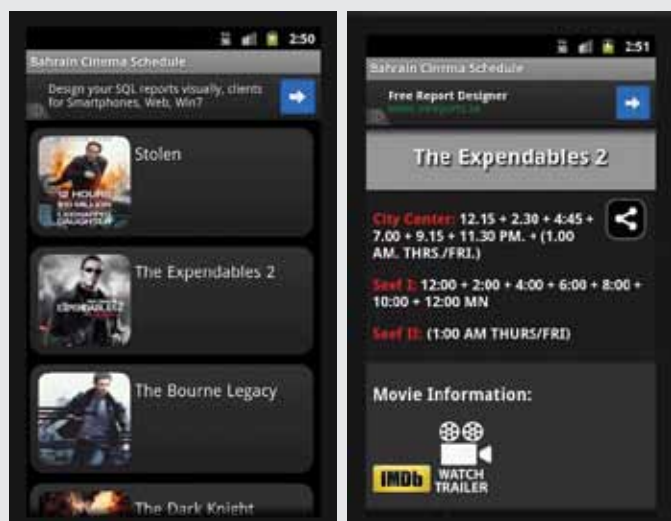 2:50
Bahrain Cinema Schedule
Design your SQL reports visually, clients
for Smartphones, Web, Win7
Stolen
12 HOURS
$10 MILLION
1 KIDNAPPED
DAUGHTER
The Expendables 2
EXPENDABLES 2
The Bourne Legacy
The Dark Knight
2:51
Bahrain Cinema Schedule
Free Report Designer
The Expendables 2
City Center: 12.15 + 2.30 + 4:45 +
7.00 + 9.15 + 11.30 PM. + (1.00
AM. THRS./FRI.)
Seef I: 12:00 + 2:00 + 4:00 + 6:00 + 8:00 +
10:00 + 12:00 MN
Seef II: (1:00 AM THURS/FRI)
Movie Information:
IMDb
WATCH
TRAILER